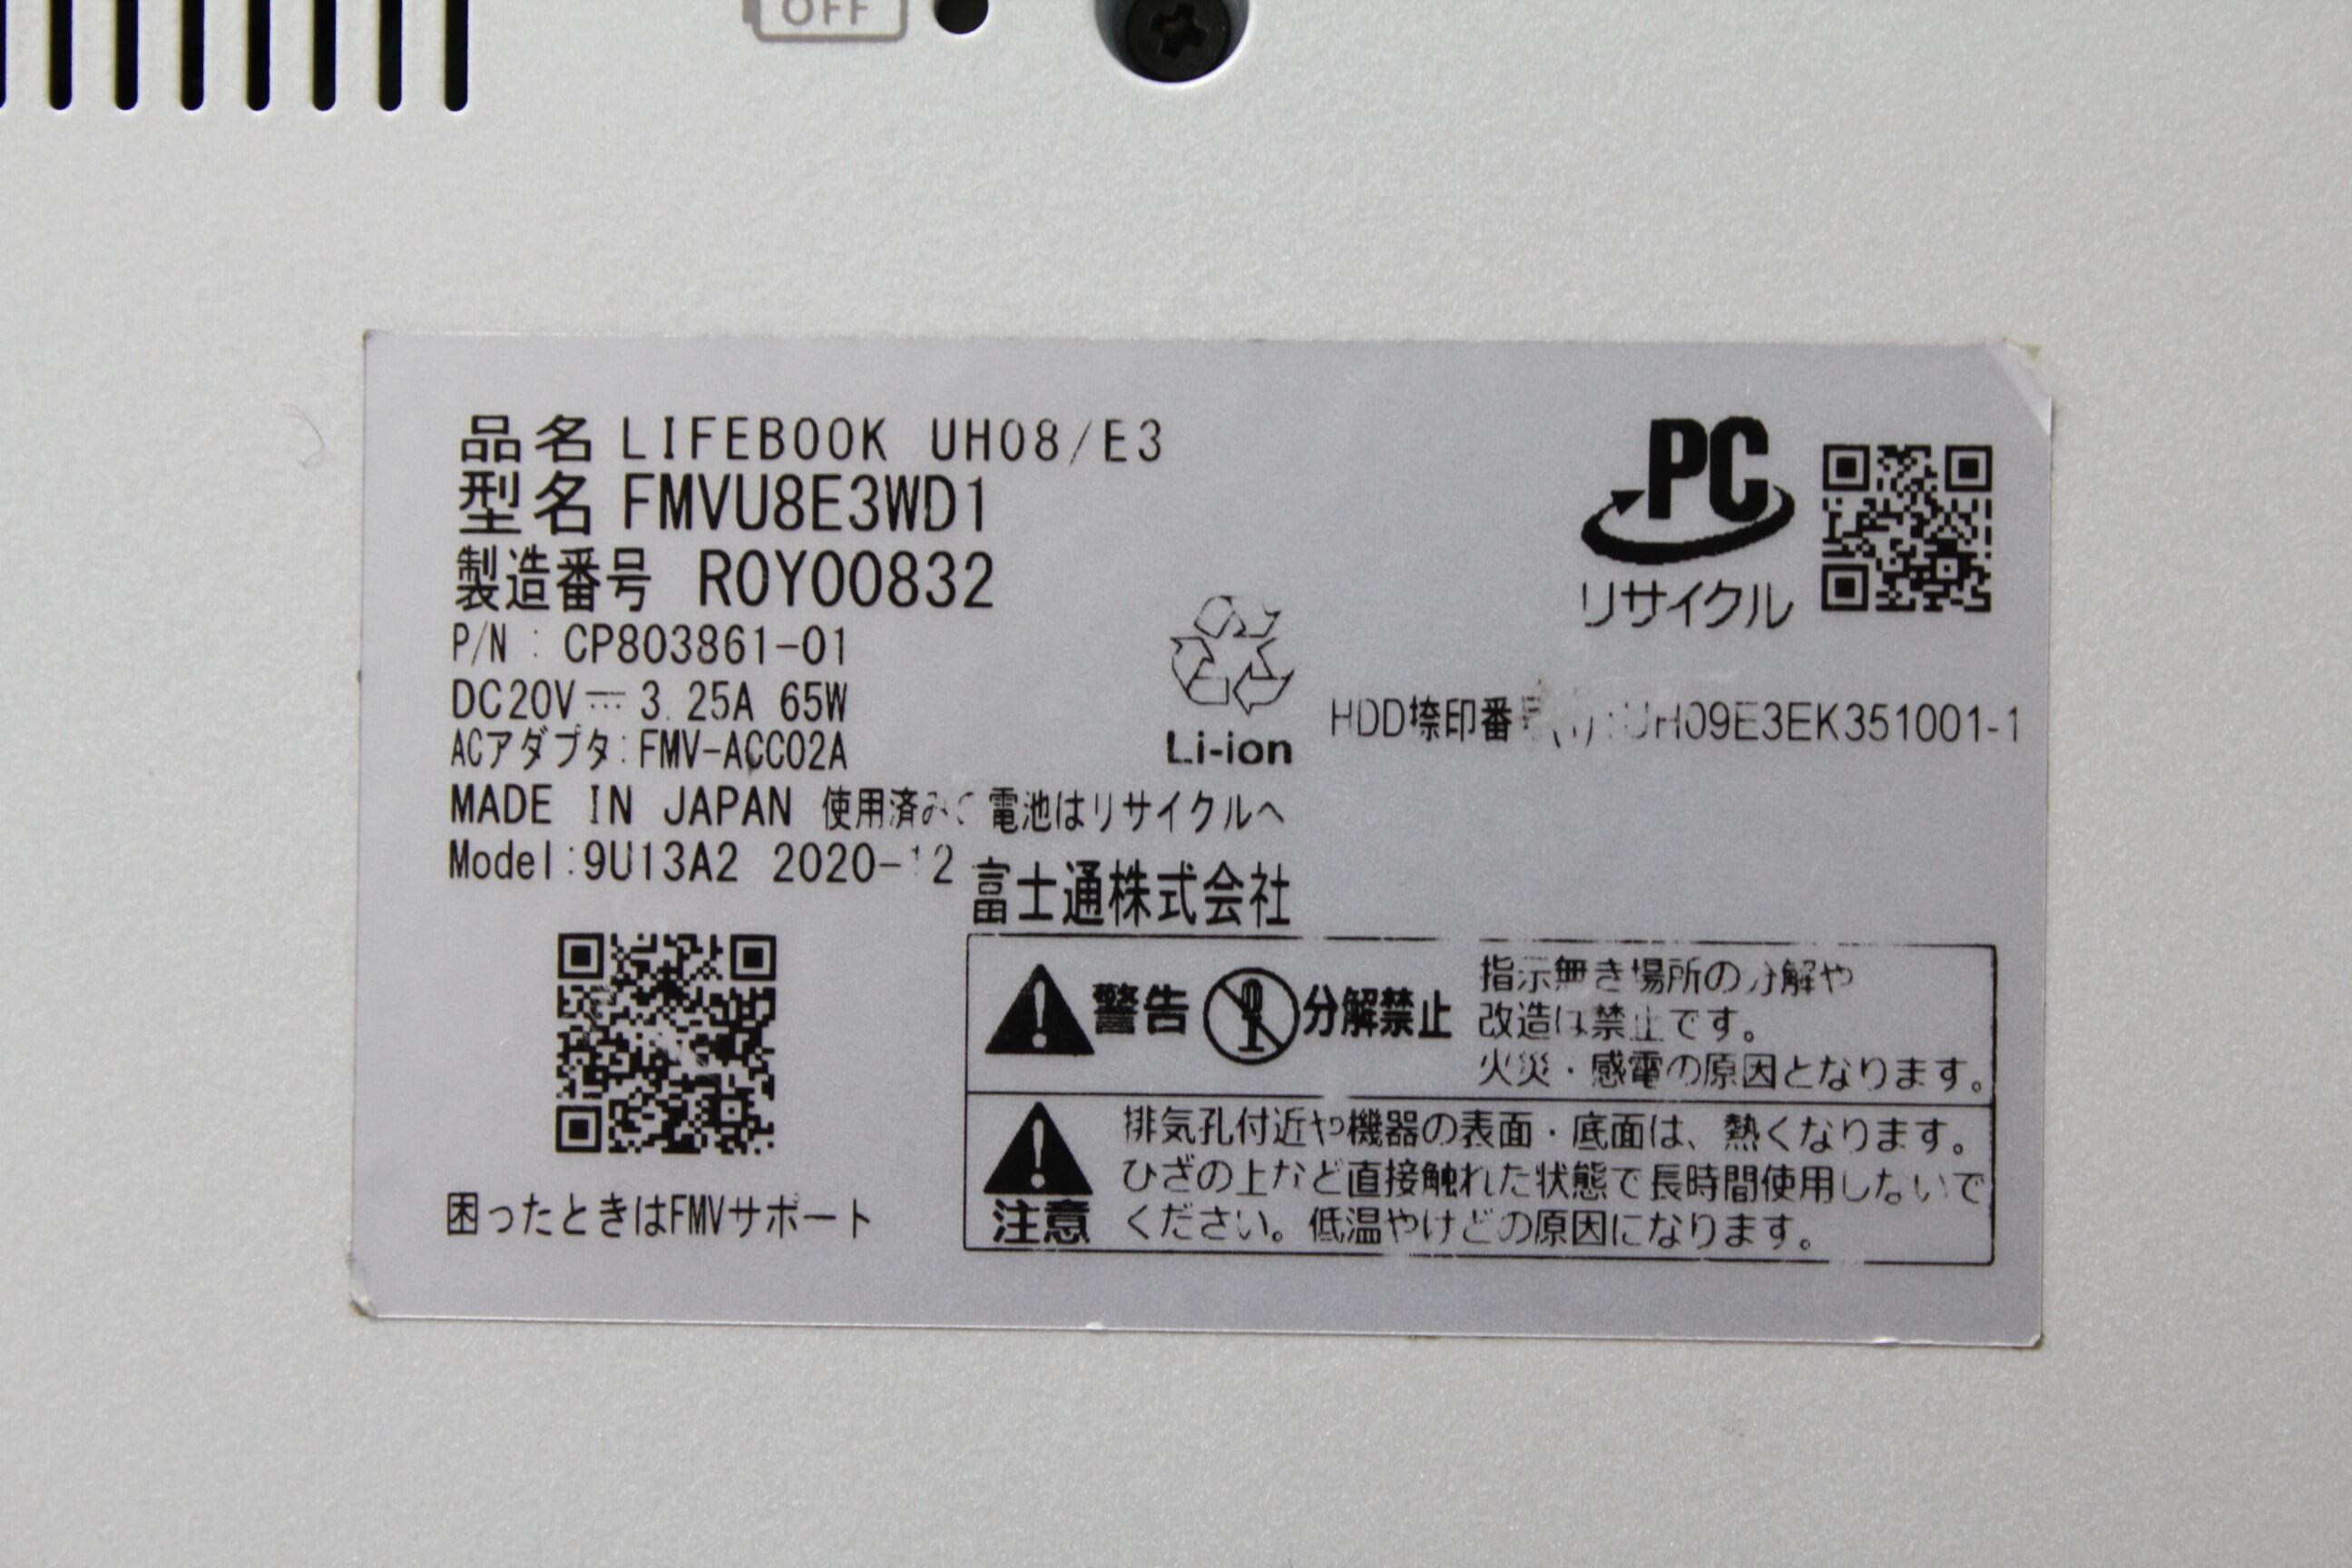 OFF
品名 LIFEBOOK UH08/E3
型名 FMVU8E3WD1
製造番号 R0Y00832
P/N : CP803861-01
DC20V⎓3.25A 65W
ACアダプタ:FMV-ACC02A
MADE IN JAPAN 使用済みの電池はリサイクルへ
Model:9U13A2 2020-12
富士通株式会社
Li-ion
PC
リサイクル
HDD捺印番号 :UH09E3EK351001-1
警告
分解禁止
指示無き場所の分解や
改造は禁止です。
火災・感電の原因となります。
注意
排気孔付近や機器の表面・底面は、熱くなります。
ひざの上など直接触れた状態で長時間使用しないで
ください。低温やけどの原因になります。
困ったときはFMVサポート